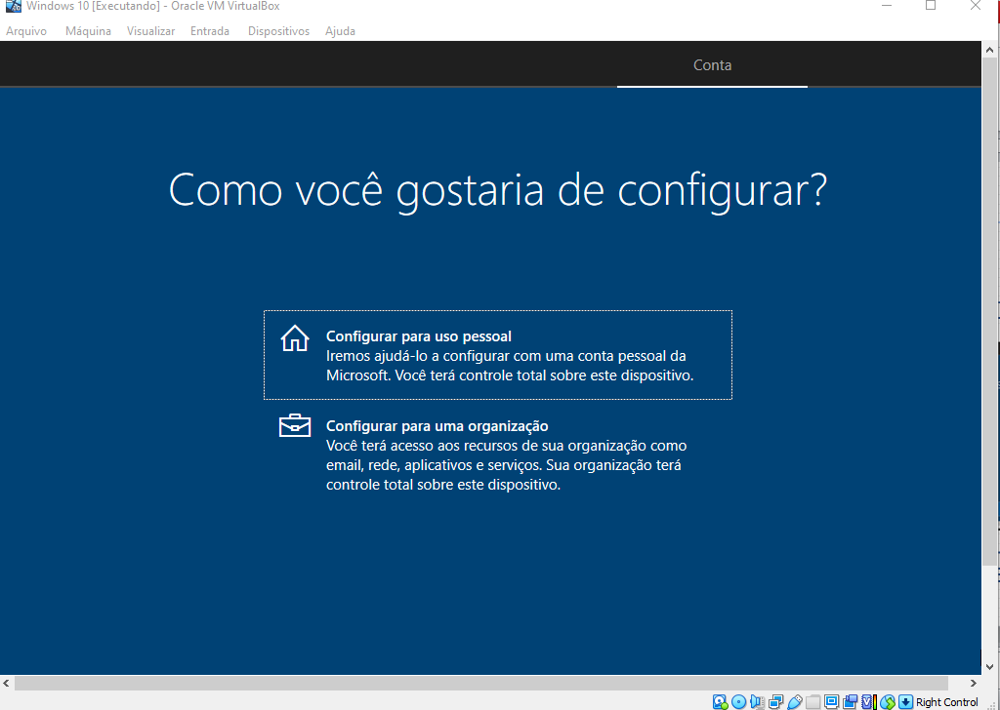 Windows 10 [Executando] - Oracle VM VirtualBox
Arquivo Máquina Visualizar Entrada Dispositivos Ajuda
Conta
Como você gostaria de configurar?
Configurar para uso pessoal
Iremos ajudá-lo a configurar com uma conta pessoal da
Microsoft. Você terá controle total sobre este dispositivo.
Configurar para uma organização
Você terá acesso aos recursos de sua organização como
email, rede, aplicativos e serviços. Sua organização terá
controle total sobre este dispositivo.
Right Control